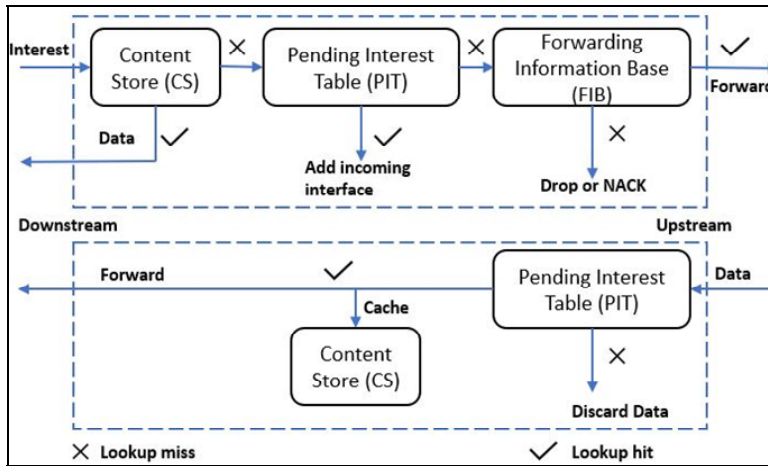 Interest
Content
Store (CS)
Pending Interest
Table (PIT)
Forwarding
Information Base
(FIB)
Forward
Data
Add incoming
interface
Drop or NACK
Downstream
Upstream
Forward
Pending Interest
Table (PIT)
Data
Cache
Content
Store (CS)
Discard Data
Lookup miss
Lookup hit